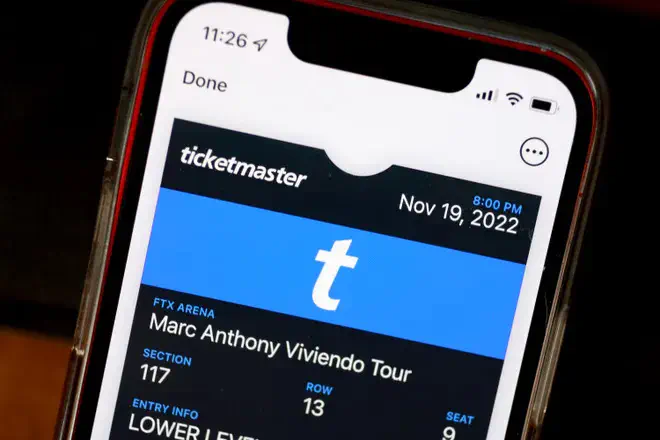 11:26
Done
ticketmaster
8:00 PM
Nov 19, 2022
t
FTX ARENA
Marc Anthony Viviendo Tour
SECTION
117
ROW
13
SEAT
9
ENTRY INFO
LOWER LEVEL